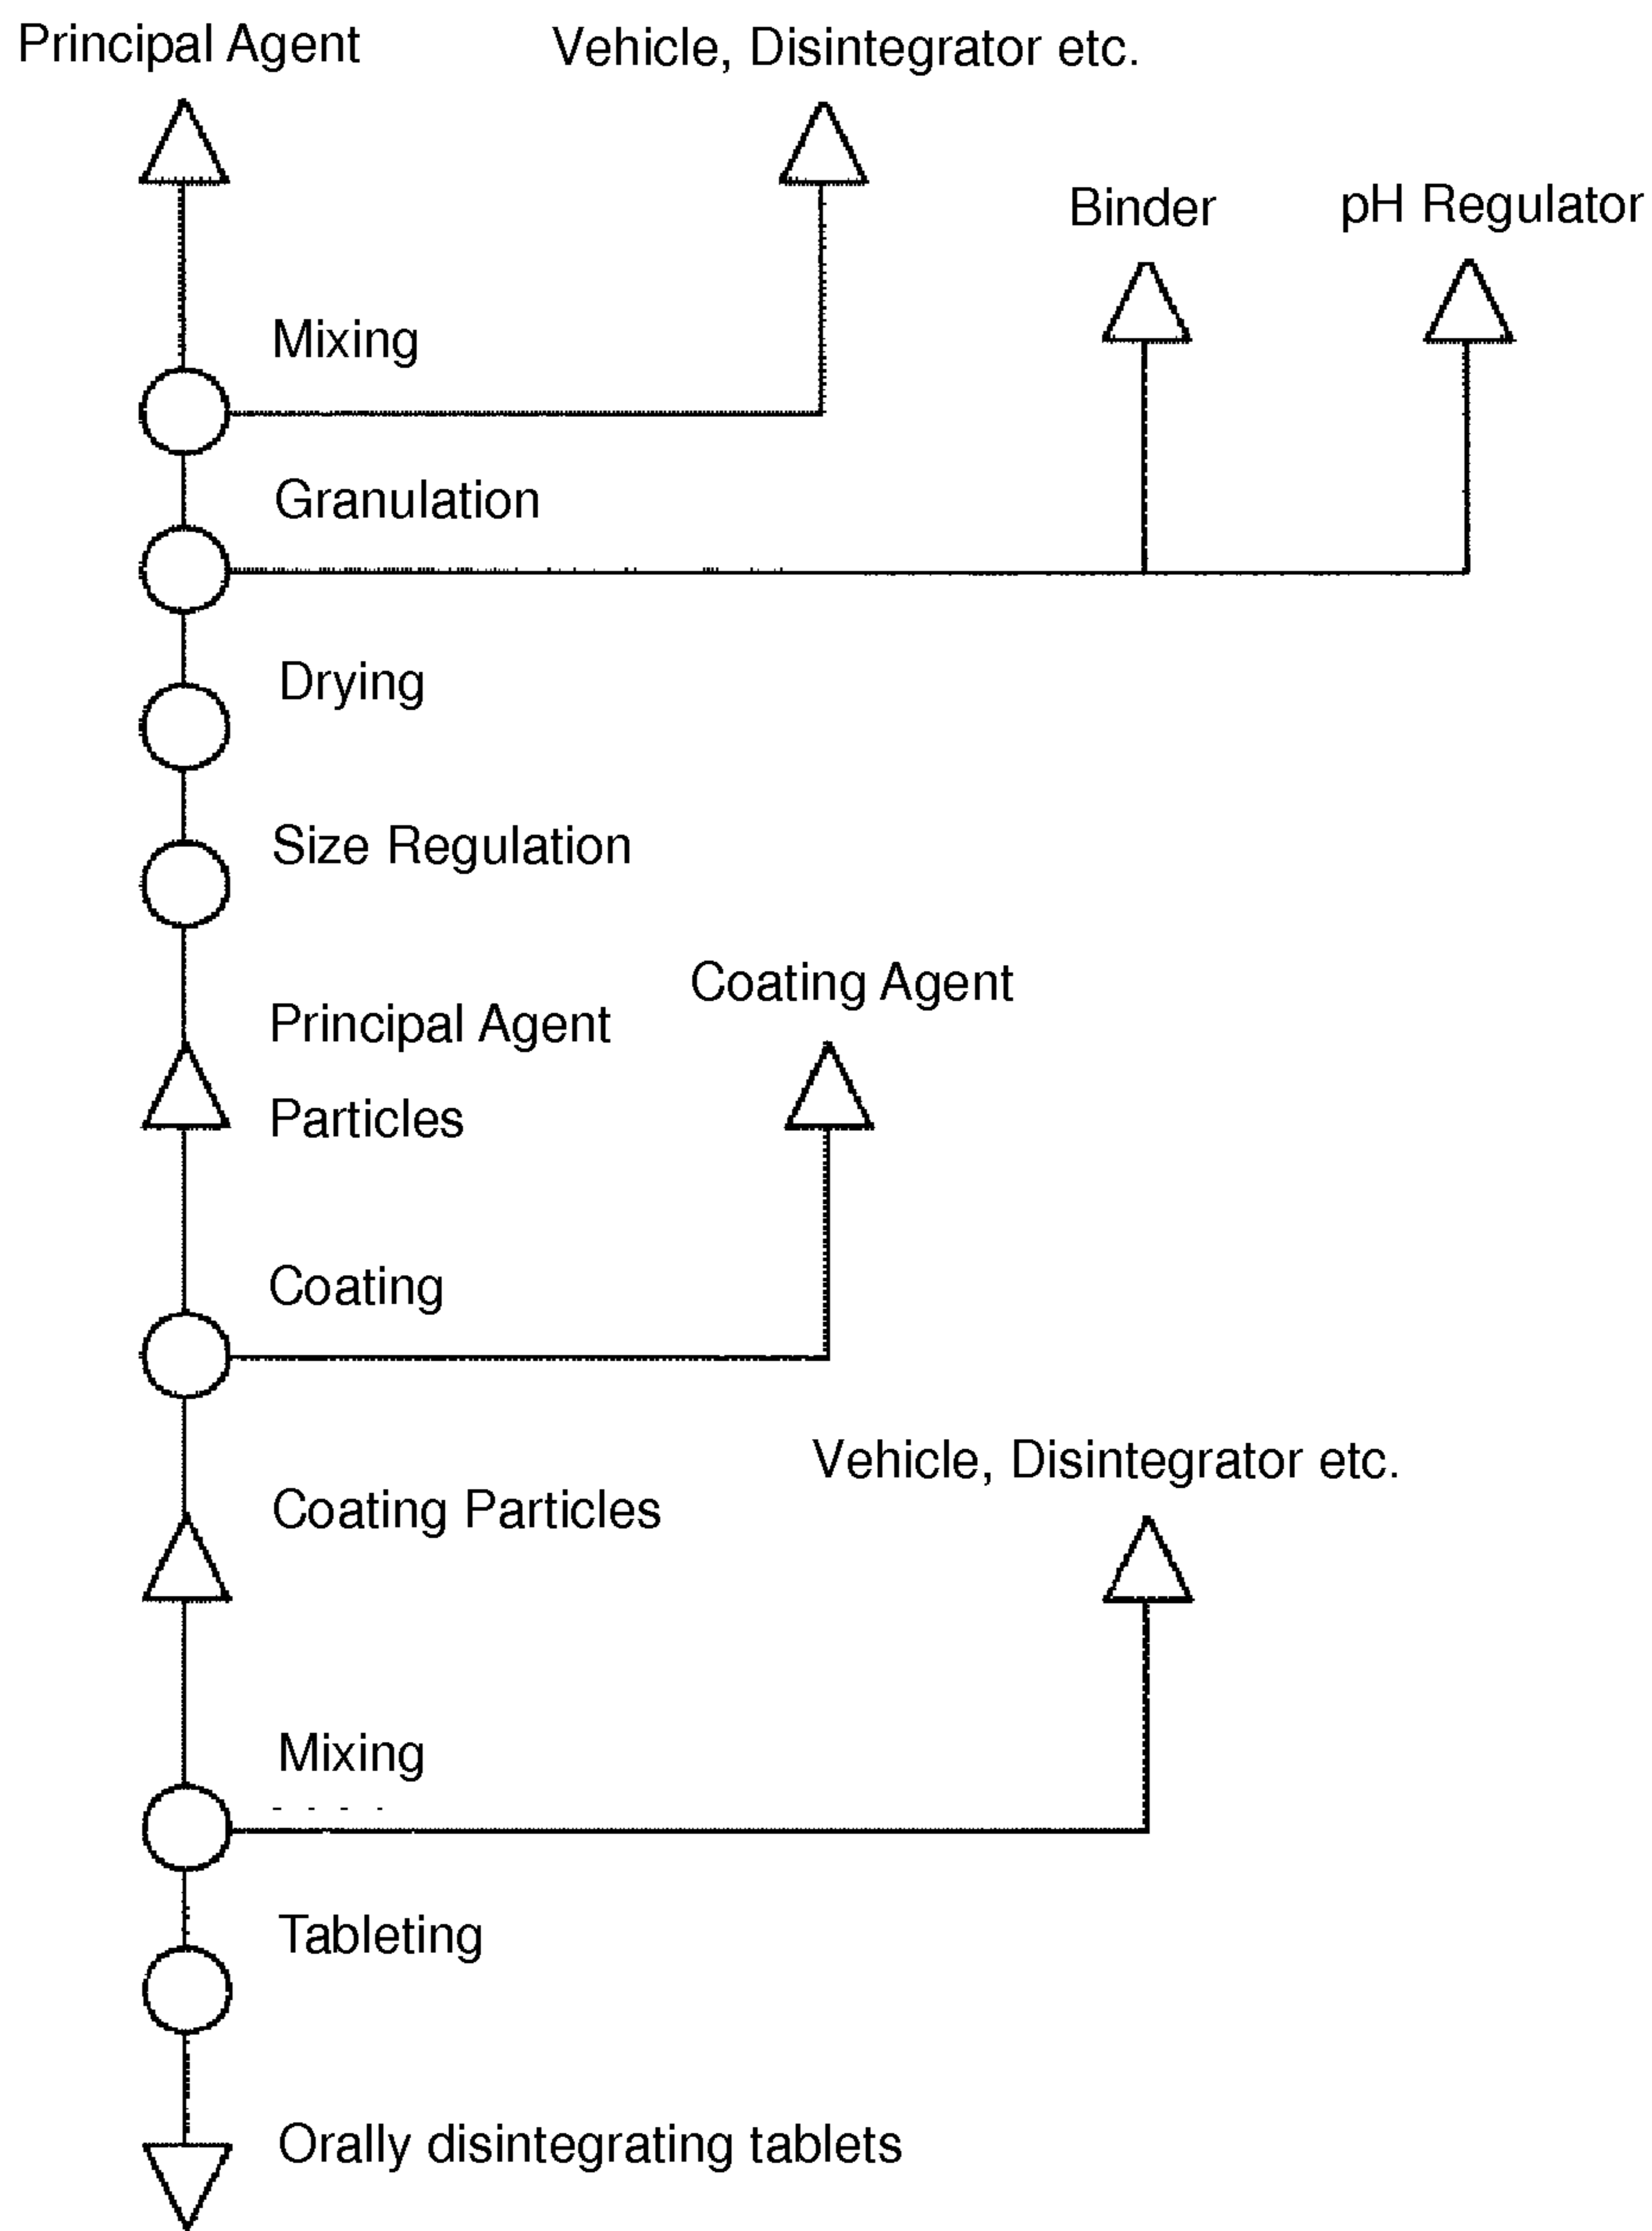 Principal Agent
Vehicle, Disintegrator etc.
Binder
pH Regulator
Mixing
Granulation
Drying
Size Regulation
Coating Agent
Principal Agent
Particles
Coating
Vehicle, Disintegrator etc.
Coating Particles
Mixing
Tableting
Orally disintegrating tablets